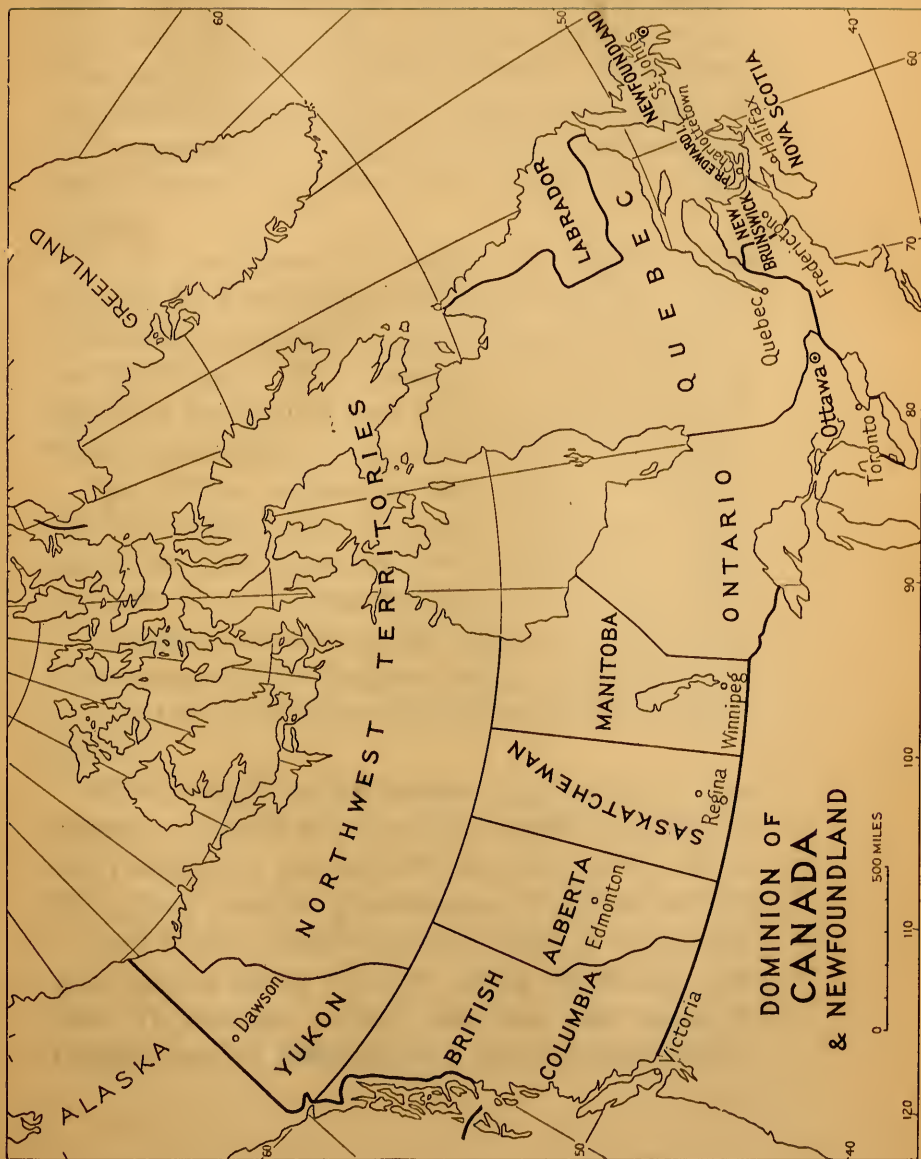 DOMINION OF
CANADA
& NEWFOUNDLAND
0 500 MILES
ALASKA
GREENLAND
YUKON
Dawson
NORTHWEST TERRITORIES
BRITISH
COLUMBIA
Victoria
ALBERTA
Edmonton
SASKATCHEWAN
Regina
MANITOBA
Winnipeg
ONTARIO
Ottawa
Toronto
QUEBEC
Quebec
LABRADOR
NEWFOUNDLAND
St. Johns
PR. EDWARD I.
Charlottetown
NEW
BRUNSWICK
Fredericton
NOVA SCOTIA
Halifax
60
50
40
60
70
80
90
100
110
120
40
50
60